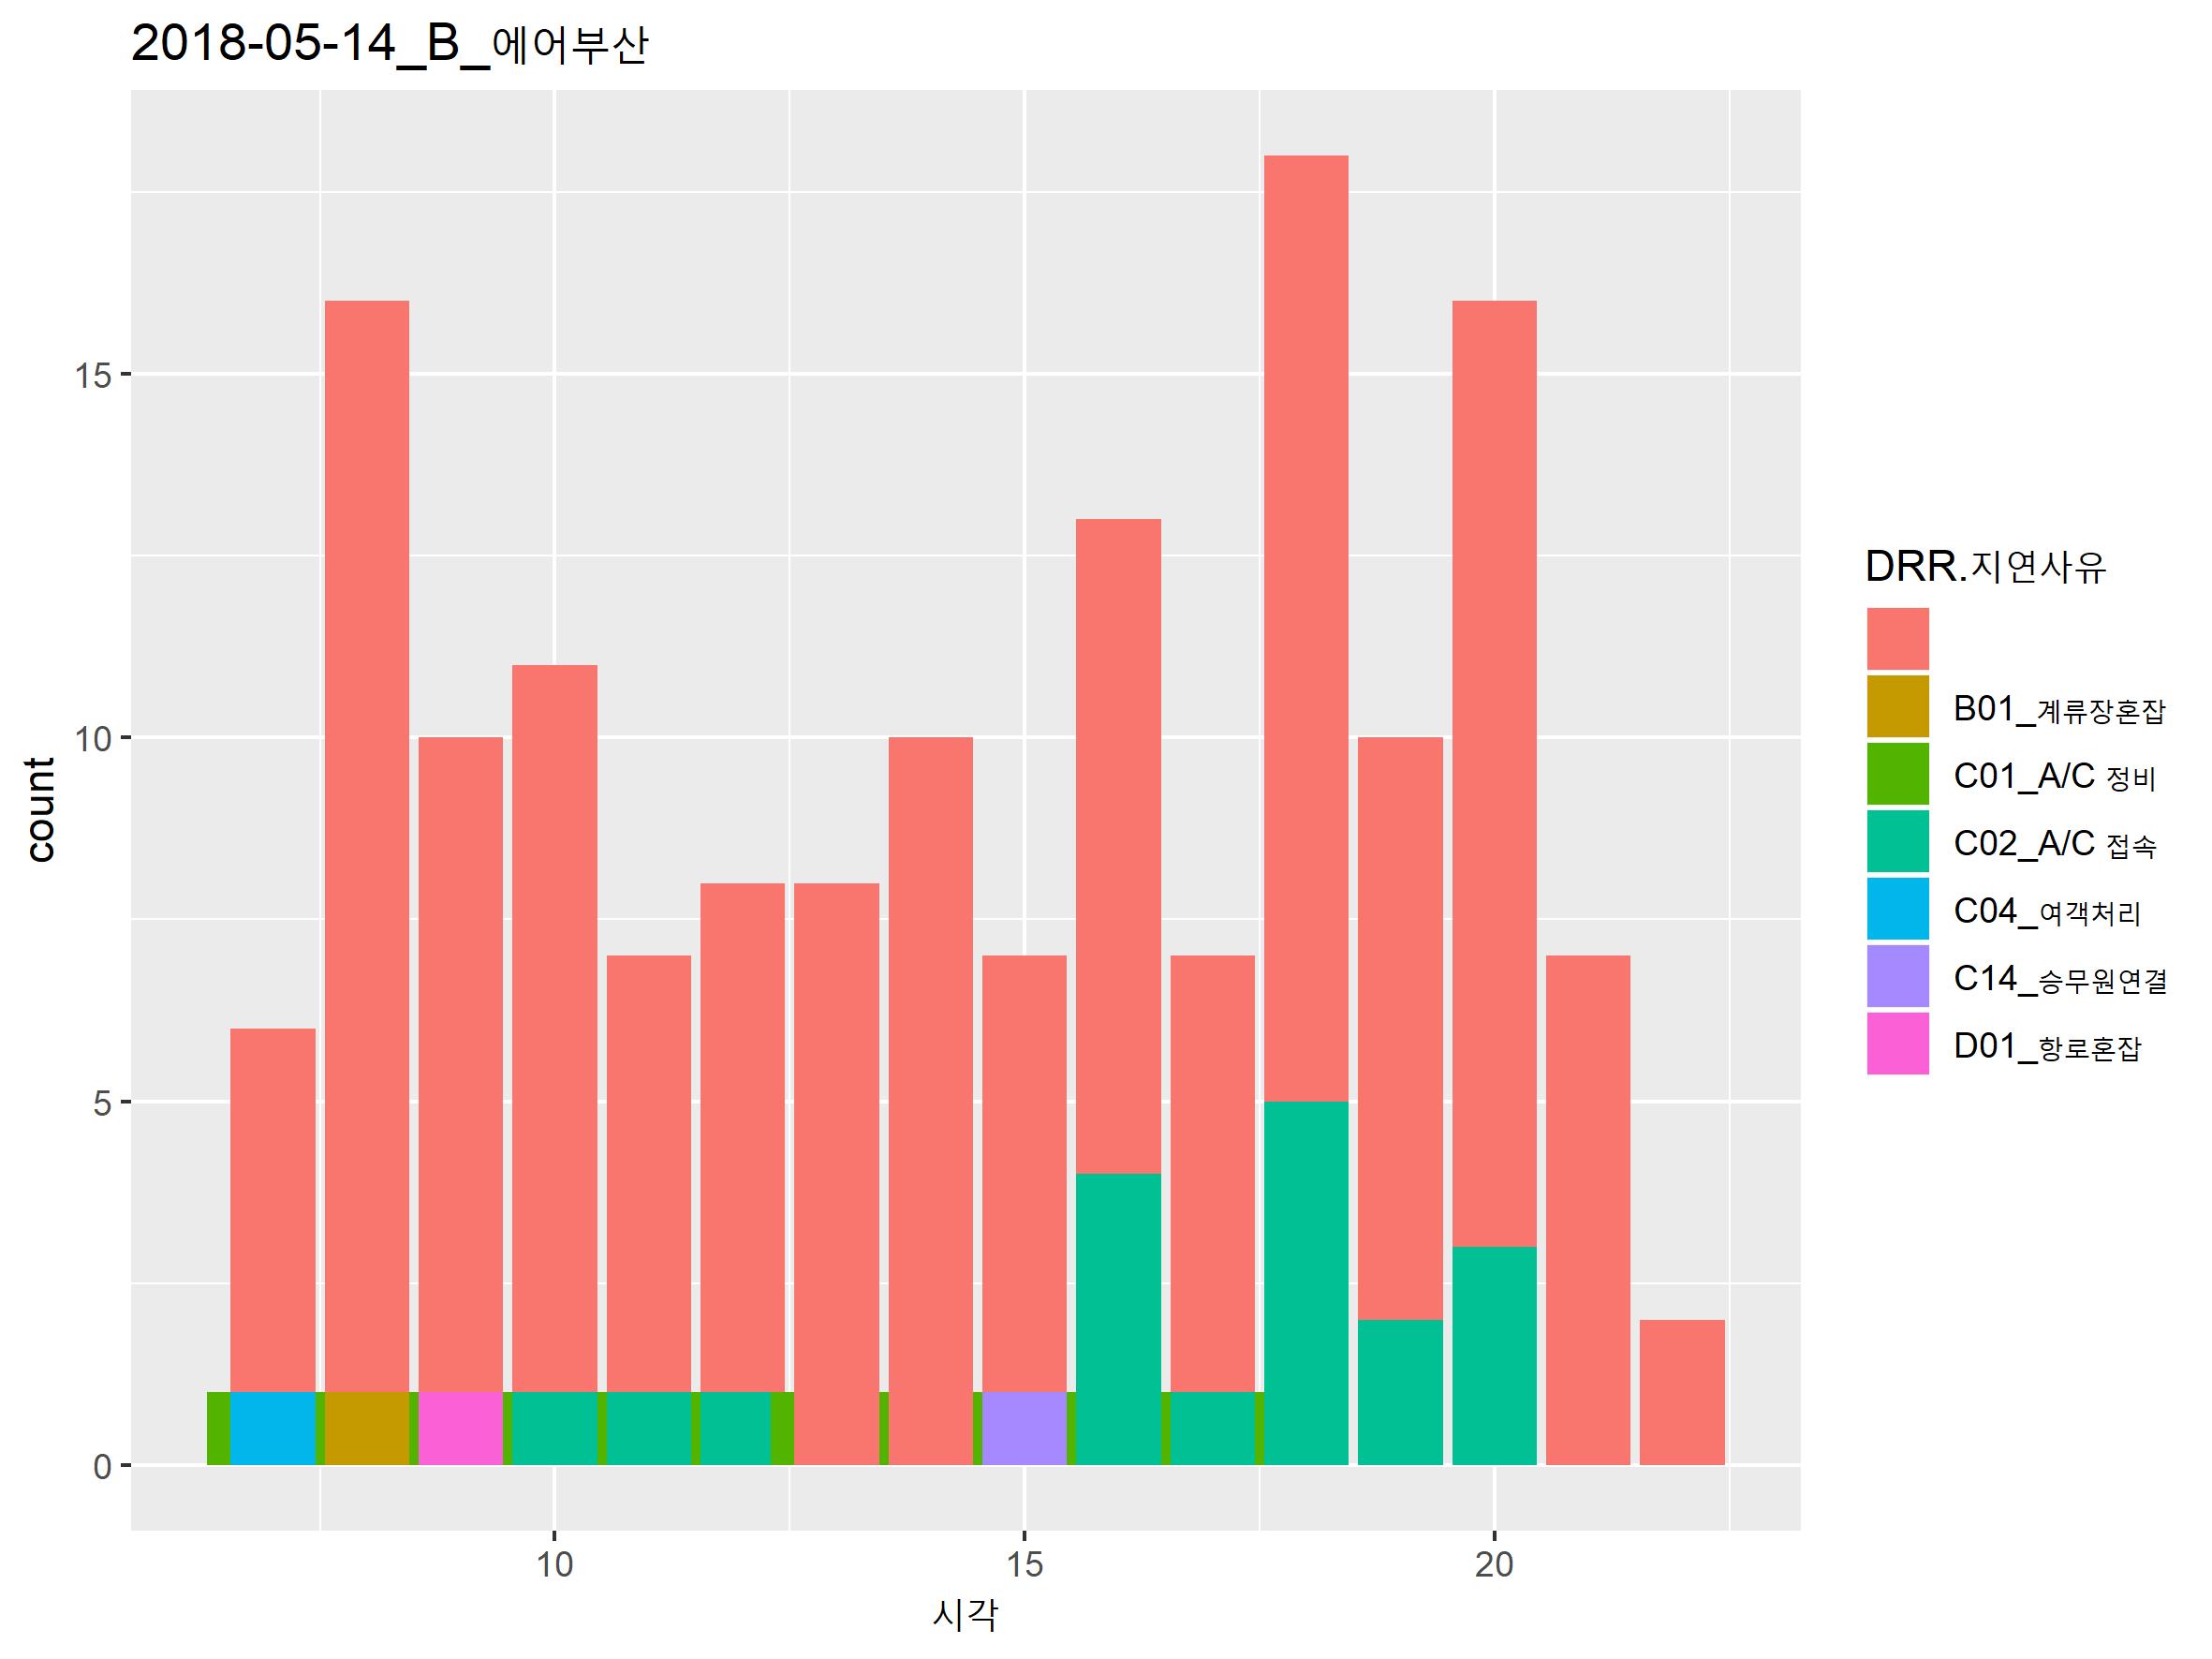 2018-05-14_B_에어부산
15
10
5
0
count
10
15
20
시각
DRR.지연사유
B01_계류장혼잡
C01_A/C 정비
C02_A/C 접속
C04_여객처리
C14_승무원연결
D01_항로혼잡